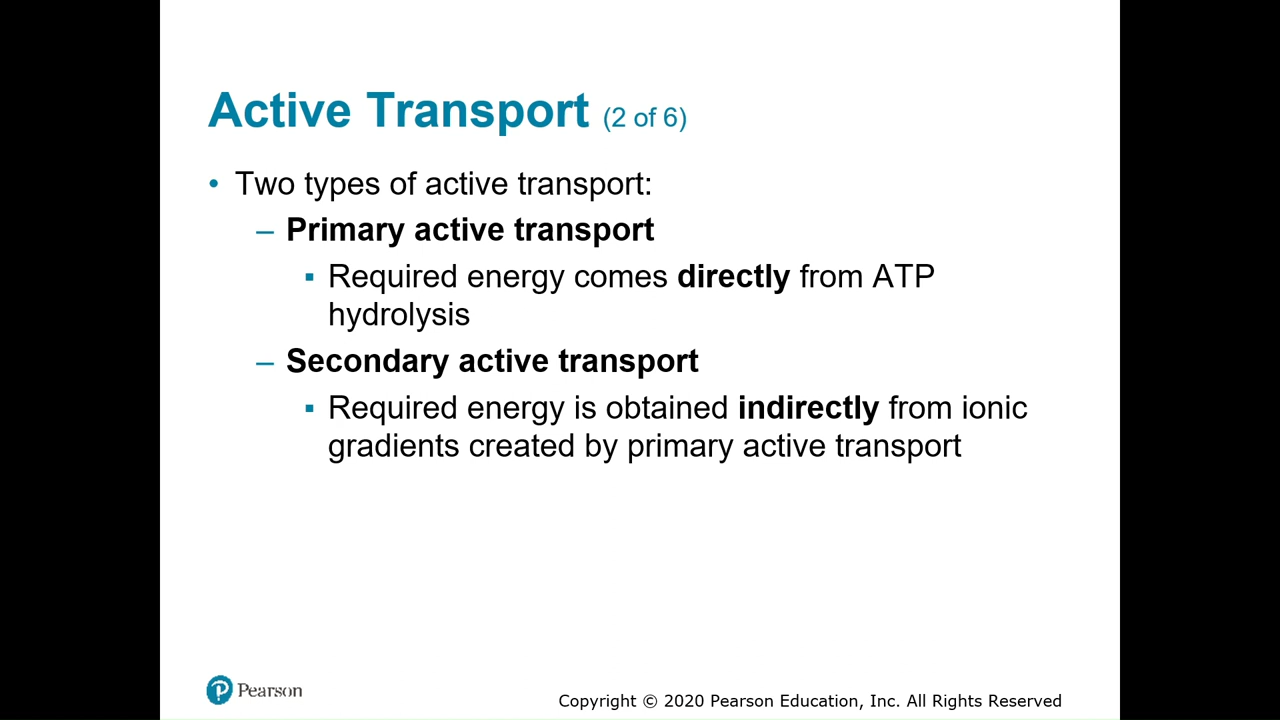 Active Transport (2 of 6)
• Two types of active transport:
– Primary active transport
▪ Required energy comes directly from ATP
hydrolysis
– Secondary active transport
▪ Required energy is obtained indirectly from ionic
gradients created by primary active transport
P Pearson
Copyright © 2020 Pearson Education, Inc. All Rights Reserved